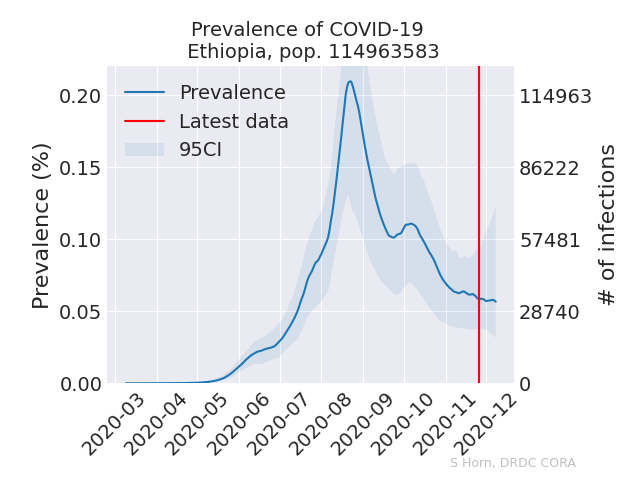 Prevalence of COVID-19
Ethiopia, pop. 114963583
Prevalence
Latest data
95CI
Prevalence (%)
0.20
0.15
0.10
0.05
0.00
114963
86222
57481
28740
0
# of infections
2020-03
2020-04
2020-05
2020-06
2020-07
2020-08
2020-09
2020-10
2020-11
2020-12
S Horn, DRDC CORA